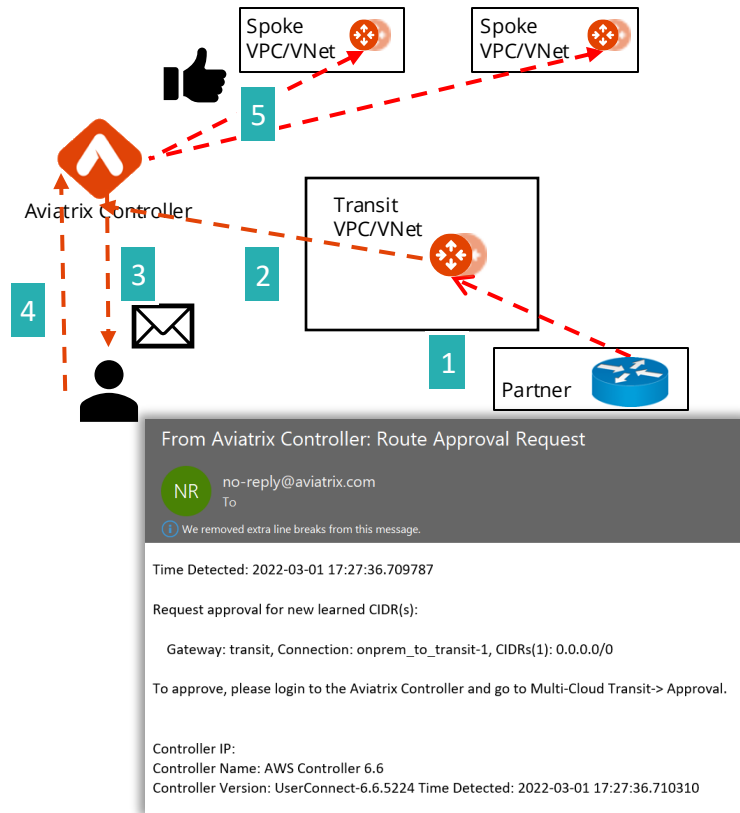 Spoke
VPC/VNet
Spoke
VPC/VNet
5
Aviatrix Controller
Transit
VPC/VNet
3
2
4
1
Partner
From Aviatrix Controller: Route Approval Request
NR
no-reply@aviatrix.com
To
We removed extra line breaks from this message.
Time Detected: 2022-03-01 17:27:36.709787
Request approval for new learned CIDR(s):
Gateway: transit, Connection: onprem_to_transit-1, CIDRs(1): 0.0.0.0/0
To approve, please login to the Aviatrix Controller and go to Multi-Cloud Transit-> Approval.
Controller IP:
Controller Name: AWS Controller 6.6
Controller Version: UserConnect-6.6.5224 Time Detected: 2022-03-01 17:27:36.710310